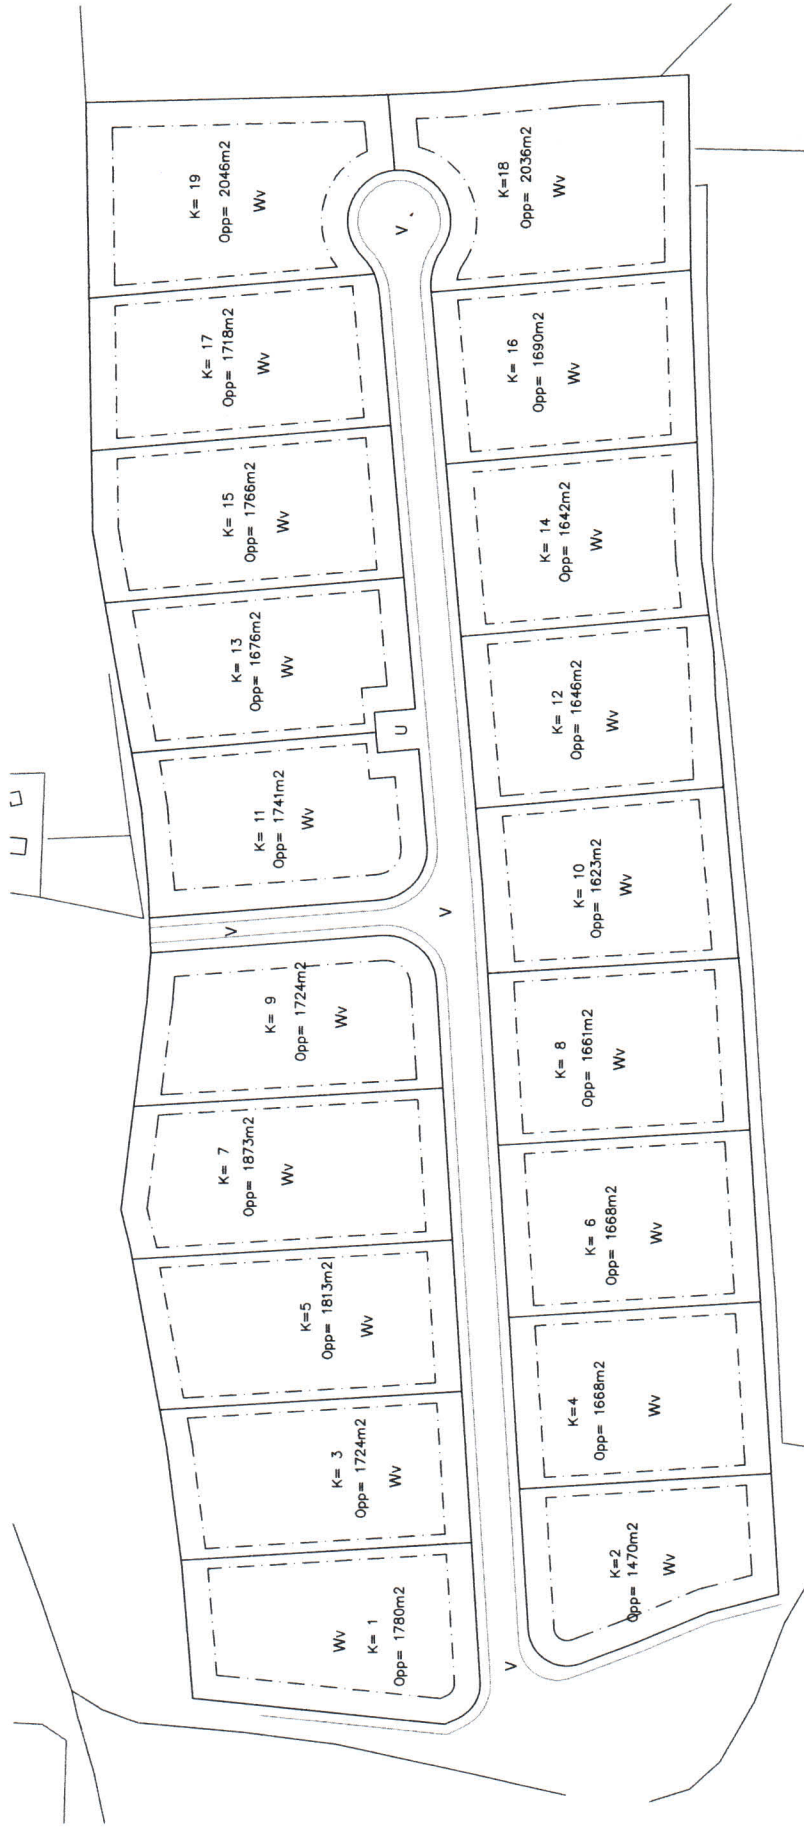 K= 19
Opp= 2046m2
Wv
K=18
Opp= 2036m2
Wv
V
K= 17
Opp= 1718m2
Wv
K= 16
Opp= 1690m2
Wv
K= 15
Opp= 1766m2
Wv
K= 14
Opp= 1642m2
Wv
K= 13
Opp= 1676m2
Wv
U
K= 12
Opp= 1646m2
Wv
K= 11
Opp= 1741m2
Wv
K= 10
Opp= 1623m2
Wv
V
V
K= 9
Opp= 1724m2
Wv
K= 8
Opp= 1661m2
Wv
K= 7
Opp= 1873m2
Wv
K= 6
Opp= 1668m2
Wv
K=5
Opp= 1813m2
Wv
K=4
Opp= 1668m2
Wv
K= 3
Opp= 1724m2
Wv
K=2
Opp= 1470m2
Wv
Wv
K= 1
Opp= 1780m2
V